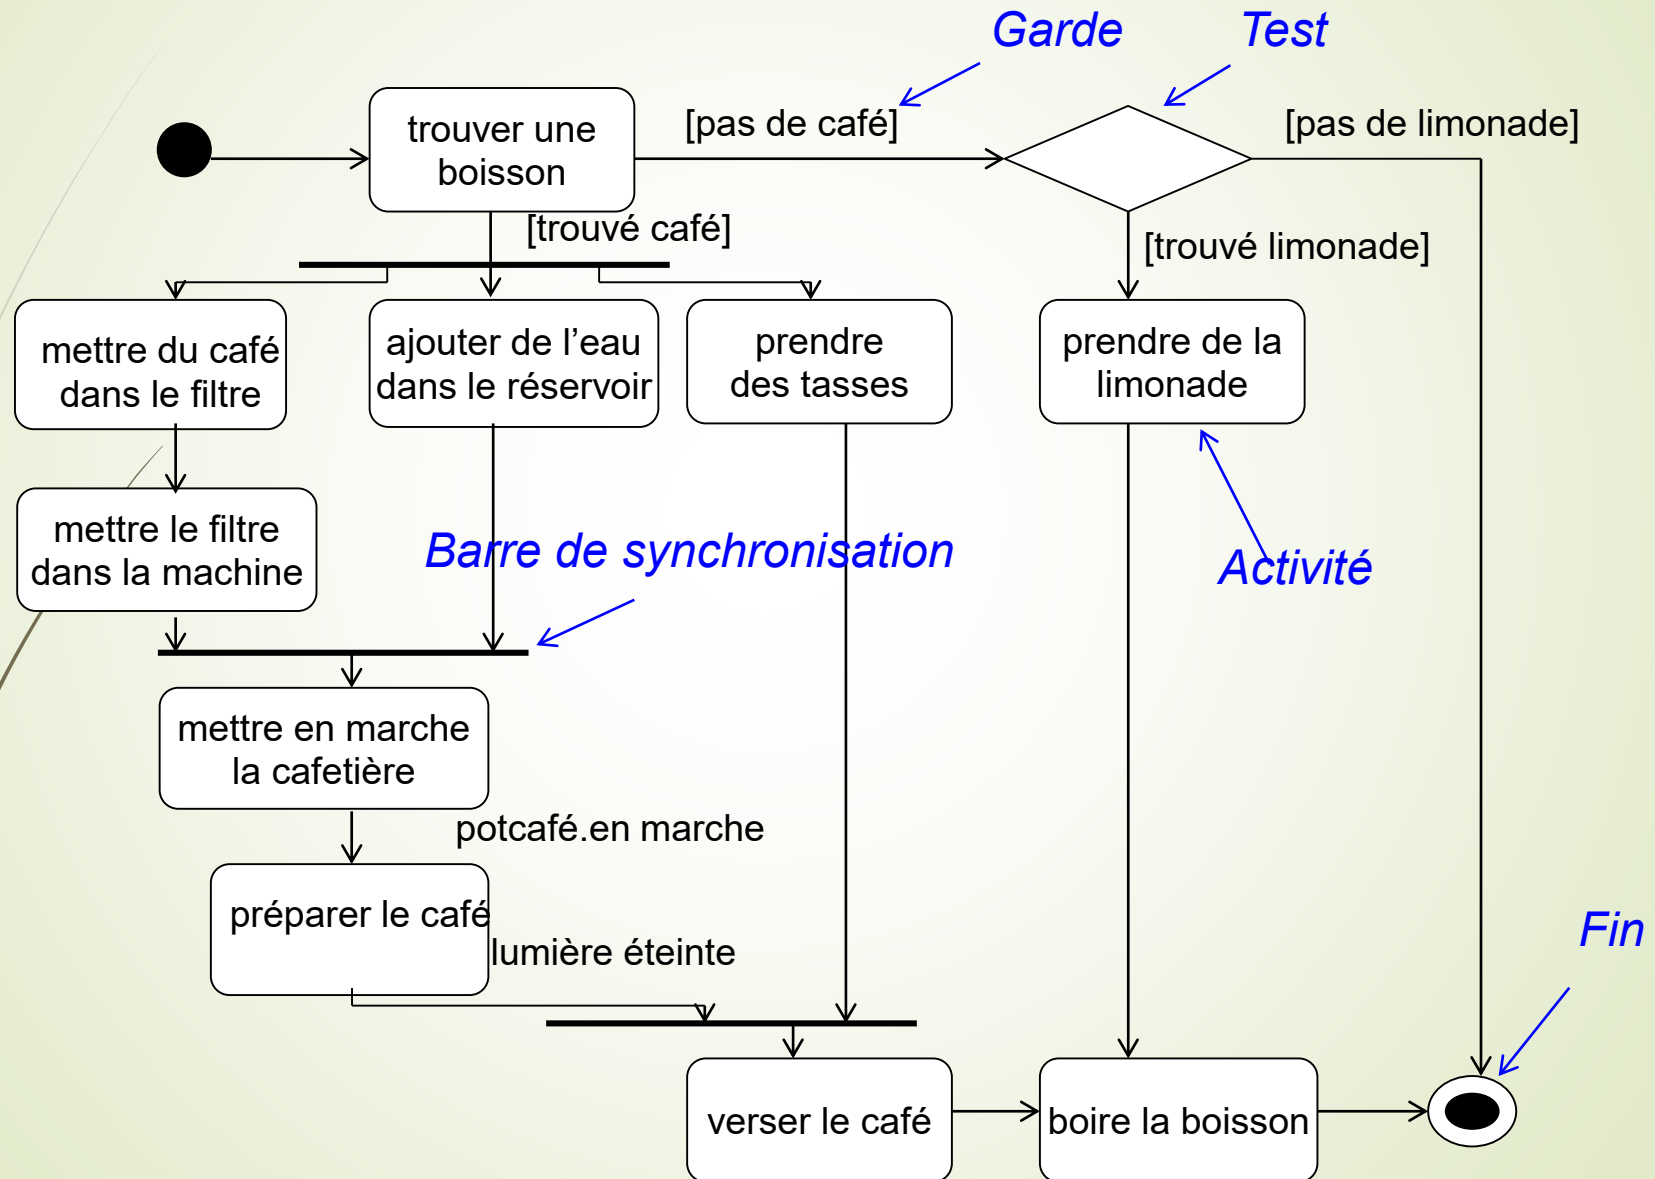 Garde
Test
trouver une
boisson
[pas de café]
[pas de limonade]
[trouvé café]
[trouvé limonade]
mettre du café
dans le filtre
ajouter de l’eau
dans le réservoir
prendre
des tasses
prendre de la
limonade
mettre le filtre
dans la machine
Barre de synchronisation
Activité
mettre en marche
la cafetière
potcafé.en marche
préparer le café
lumière éteinte
Fin
verser le café
boire la boisson